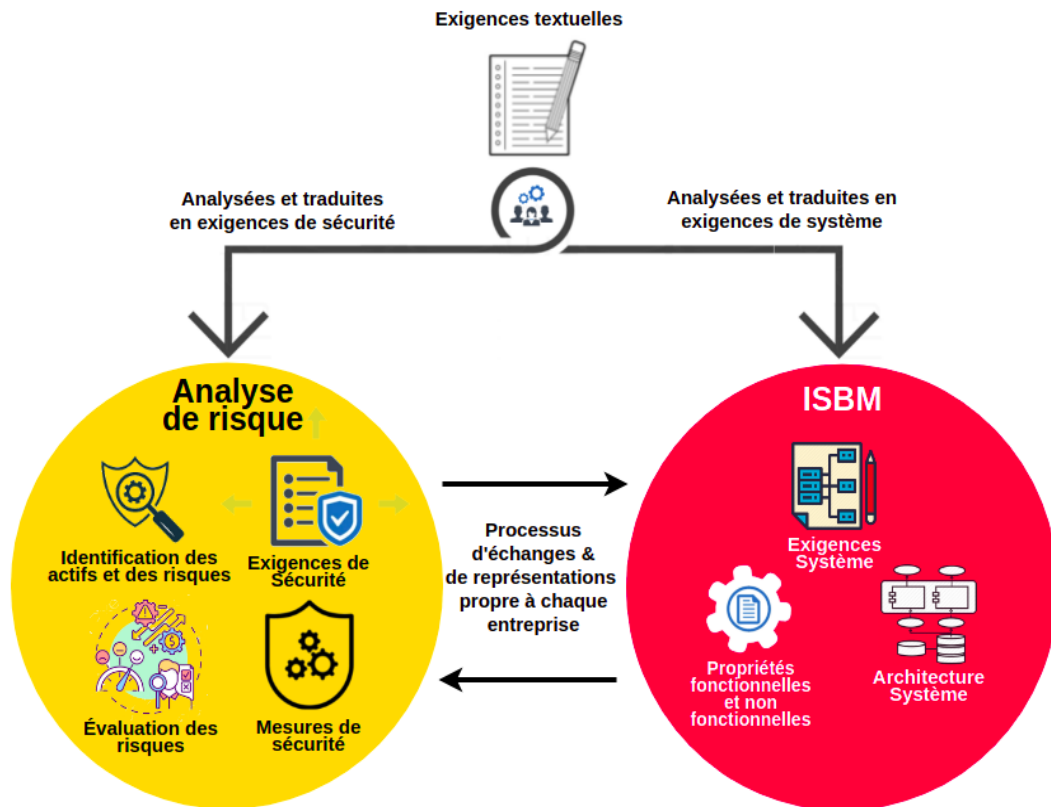 Exigences textuelles
Analysées et traduites
en exigences de sécurité
Analysées et traduites en
exigences de système
Analyse
de risque
Identification des
actifs et des risques
Exigences de
Sécurité
Évaluation des
risques
Mesures de
sécurité
Processus
d'échanges &
de représentations
propre à chaque
entreprise
ISBM
Exigences
Système
Propriétés
fonctionnelles
et non
fonctionnelles
Architecture
Système